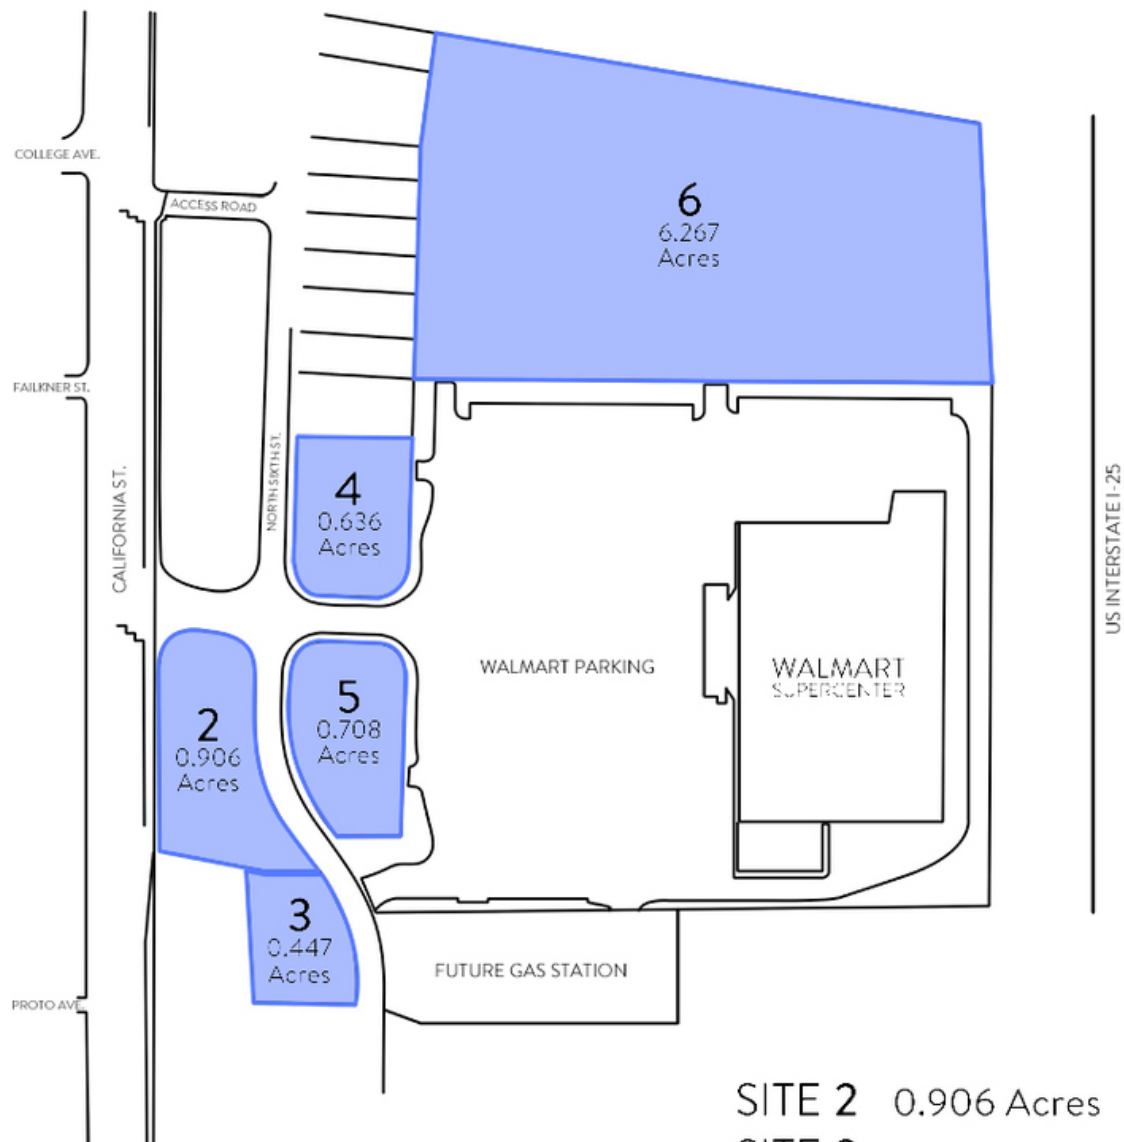 COLLEGE AVE.
ACCESS ROAD
6
6.267
Acres
FAILKNER ST.
NORTH SIXTH ST.
CALIFORNIA ST.
4
0.636
Acres
US INTERSTATE I-25
WALMART PARKING
WALMART
SUPERCENTER
5
0.708
Acres
2
0.906
Acres
3
0.447
Acres
FUTURE GAS STATION
PROTO AVE.
SITE 2 0.906 Acres